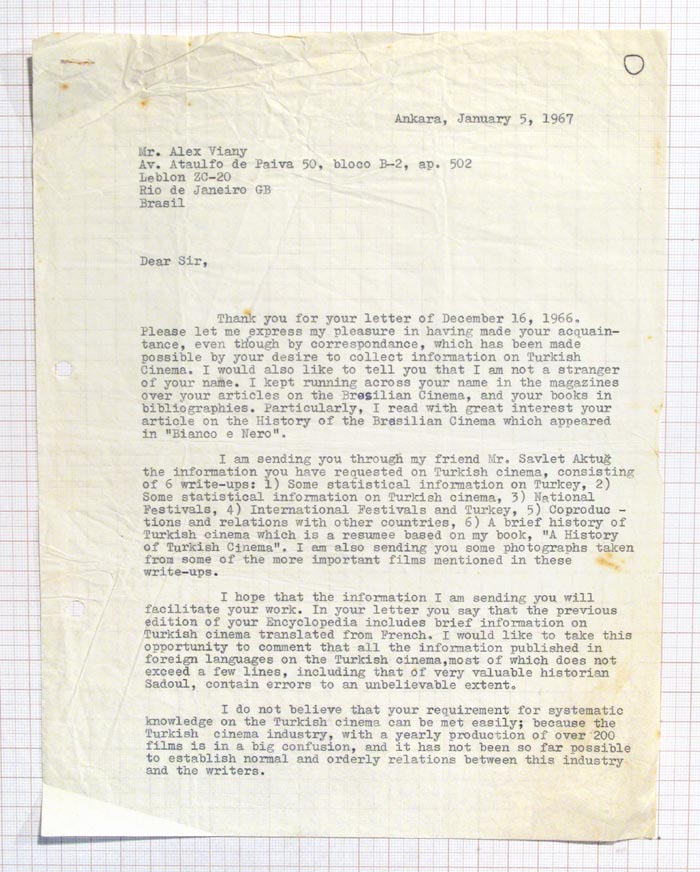 Ankara, January 5, 1967
Mr. Alex Viany
Av. Ataulfo de Paiva 50, bloco B-2, ap. 502
Leblon ZC-20
Rio de Janeiro GB
Brasil
Dear Sir,
Thank you for your letter of December 16, 1966.
Please let me express my pleasure in having made your acquain-
tance, even though by correspondance, which has been made
possible by your desire to collect information on Turkish
Cinema. I would also like to tell you that I am not a stranger
of your name. I kept running across your name in the magazines
over your articles on the Brasilian Cinema, and your books in
bibliographies. Particularly, I read with great interest your
article on the History of the Brasilian Cinema which appeared
in "Bianco e Nero".
I am sending you through my friend Mr. Savlet Aktuğ
the information you have requested on Turkish cinema, consisting
of 6 write-ups: 1) Some statistical information on Turkey, 2)
Some statistical information on Turkish cinema, 3) National
Festivals, 4) International Festivals and Turkey, 5) Coproduc -
tions and relations with other countries, 6) A brief history of
Turkish cinema which is a resumee based on my book, "A History
of Turkish Cinema". I am also sending you some photographs taken
from some of the more important films mentioned in these
write-ups.
I hope that the information I am sending you will
facilitate your work. In your letter you say that the previous
edition of your Encyclopedia includes brief information on
Turkish cinema translated from French. I would like to take this
opportunity to comment that all the information published in
foreign languages on the Turkish cinema,most of which does not
exceed a few lines, including that of very valuable historian
Sadoul, contain errors to an unbelievable extent.
I do not believe that your requirement for systematic
knowledge on the Turkish cinema can be met easily; because the
Turkish cinema industry, with a yearly production of over 200
films is in a big confusion, and it has not been so far possible
to establish normal and orderly relations between this industry
and the writers.